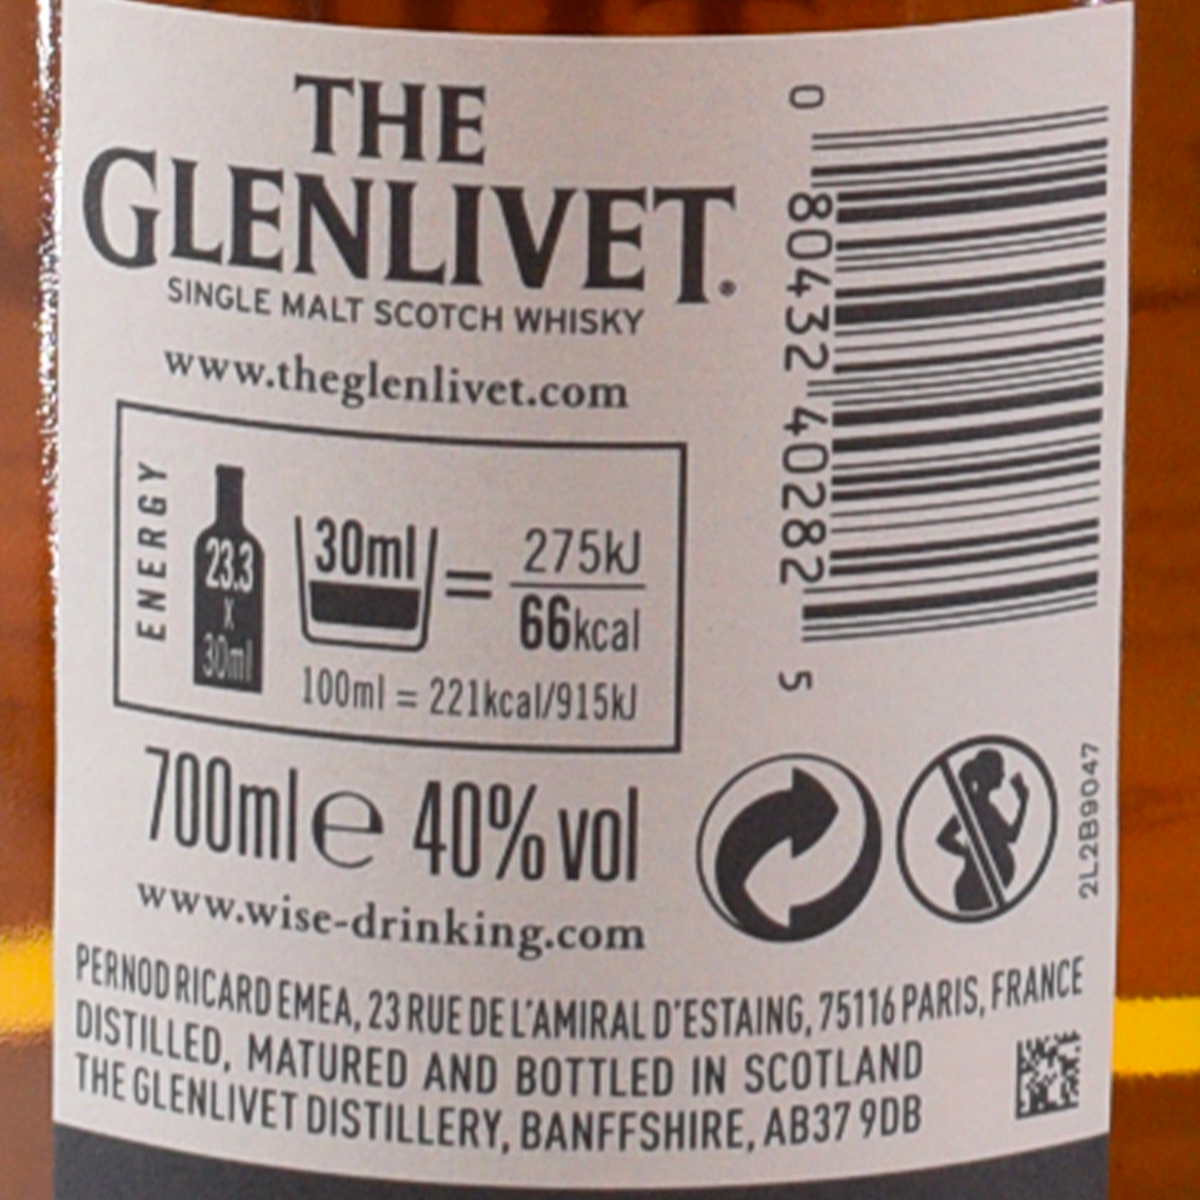 THE
GLENLIVET®
SINGLE MALT SCOTCH WHISKY
www.theglenlivet.com
ENERGY
23.3
x
30ml
30ml
=
275kJ
66kcal
100ml = 221kcal/915kJ
700ml ℮ 40% vol
www.wise-drinking.com
0 80432 40282 5
2L2B9047
PERNOD RICARD EMEA, 23 RUE DE L'AMIRAL D'ESTAING, 75116 PARIS, FRANCE
DISTILLED, MATURED AND BOTTLED IN SCOTLAND
THE GLENLIVET DISTILLERY, BANFFSHIRE, AB37 9DB